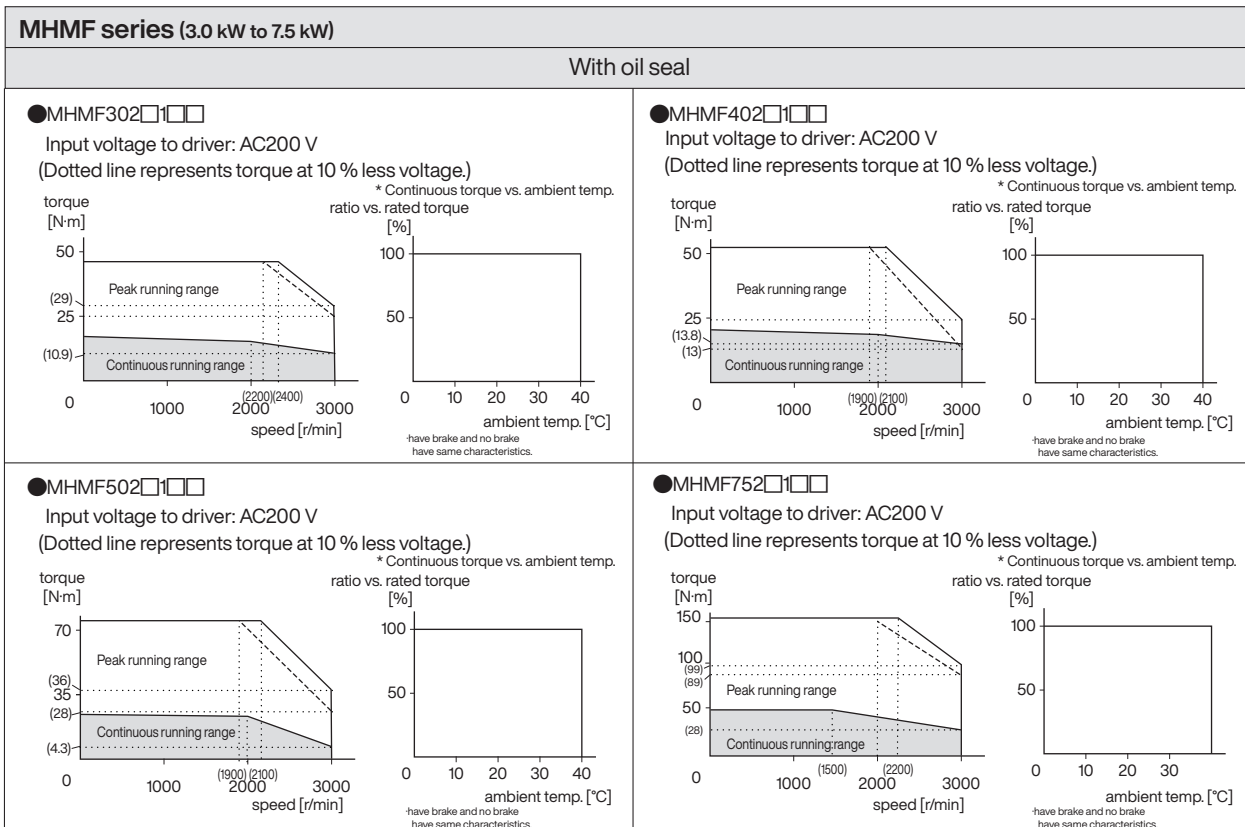 MHMF series (3.0 kW to 7.5 kW)
With oil seal
●MHMF302□1□□
Input voltage to driver: AC200 V
(Dotted line represents torque at 10 % less voltage.)
* Continuous torque vs. ambient temp.
torque
[N·m]
50
(29)
25
(10.9)
0
Peak running range
Continuous running range
1000
2000
(2200)
(2400)
3000
speed [r/min]
ratio vs. rated torque
[%]
100
50
0
10
20
30
40
ambient temp. [°C]
·have brake and no brake
have same characteristics.
●MHMF402□1□□
Input voltage to driver: AC200 V
(Dotted line represents torque at 10 % less voltage.)
* Continuous torque vs. ambient temp.
torque
[N·m]
50
25
(13.8)
(13)
0
Peak running range
Continuous running range
1000
(1900)
2000
(2100)
3000
speed [r/min]
ratio vs. rated torque
[%]
100
50
0
10
20
30
40
ambient temp. [°C]
·have brake and no brake
have same characteristics.
●MHMF502□1□□
Input voltage to driver: AC200 V
(Dotted line represents torque at 10 % less voltage.)
* Continuous torque vs. ambient temp.
torque
[N·m]
70
(36)
35
(28)
(4.3)
0
Peak running range
Continuous running range
1000
(1900)
2000
(2100)
3000
speed [r/min]
ratio vs. rated torque
[%]
100
50
0
10
20
30
40
ambient temp. [°C]
·have brake and no brake
have same characteristics.
●MHMF752□1□□
Input voltage to driver: AC200 V
(Dotted line represents torque at 10 % less voltage.)
* Continuous torque vs. ambient temp.
torque
[N·m]
150
100
(99)
(89)
50
(28)
0
Peak running range
Continuous running range
1000
(1500)
2000
(2200)
3000
speed [r/min]
ratio vs. rated torque
[%]
100
50
0
10
20
30
ambient temp. [°C]
·have brake and no brake
have same characteristics.